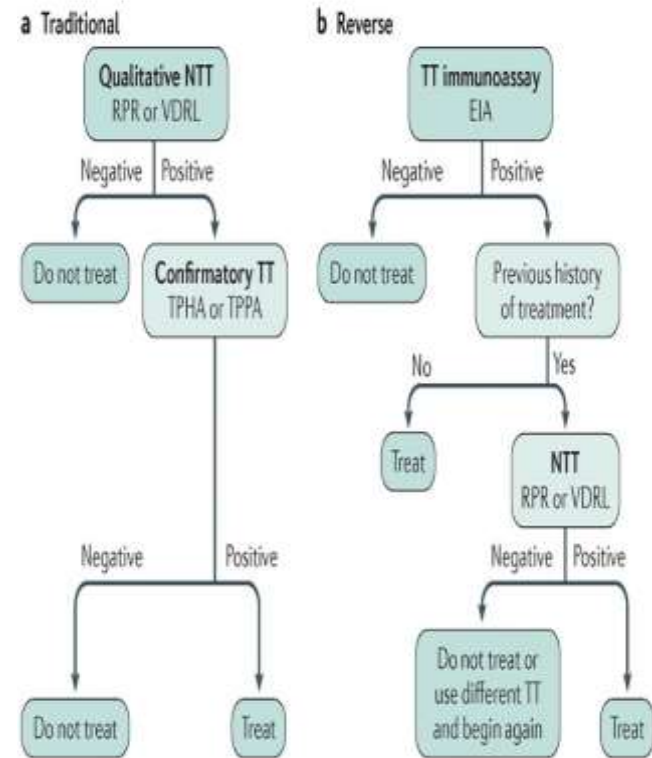 a Traditional
Qualitative NTT
RPR or VDRL
Negative Positive
Do not treat
Confirmatory TT
TPHA or TPPA
Negative Positive
Do not treat
Treat
b Reverse
TT immunoassay
EIA
Negative Positive
Do not treat
Previous history
of treatment?
No Yes
Treat
NTT
RPR or VDRL
Negative Positive
Do not treat or
use different TT
and begin again
Treat